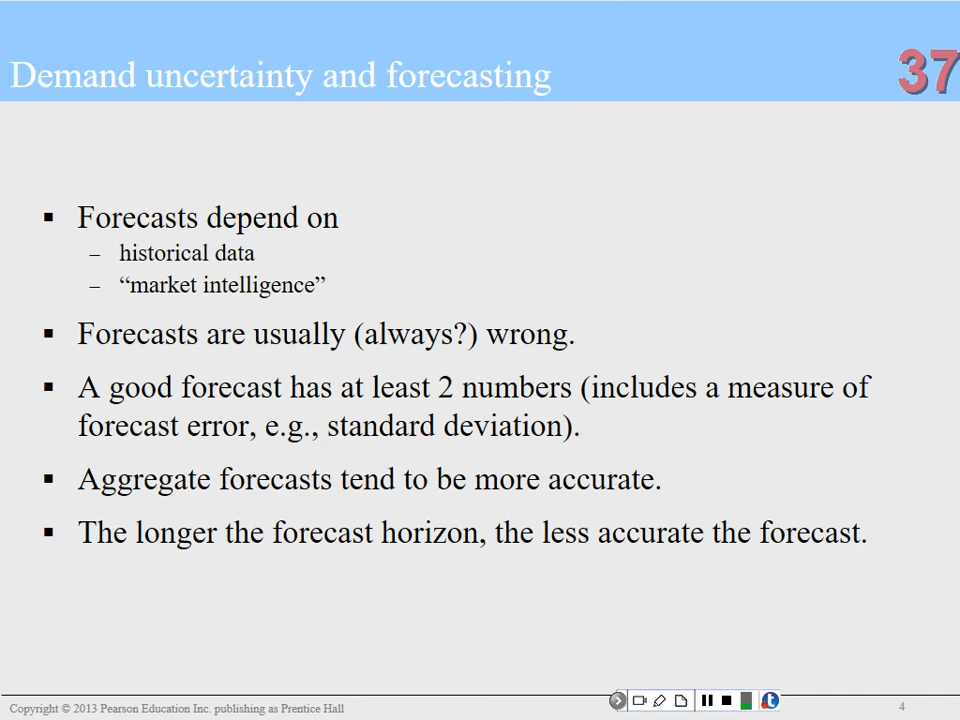 Demand uncertainty and forecasting
37
▪ Forecasts depend on
– historical data
– “market intelligence”
▪ Forecasts are usually (always?) wrong.
▪ A good forecast has at least 2 numbers (includes a measure of
forecast error, e.g., standard deviation).
▪ Aggregate forecasts tend to be more accurate.
▪ The longer the forecast horizon, the less accurate the forecast.
Copyright © 2013 Pearson Education Inc. publishing as Prentice Hall
4